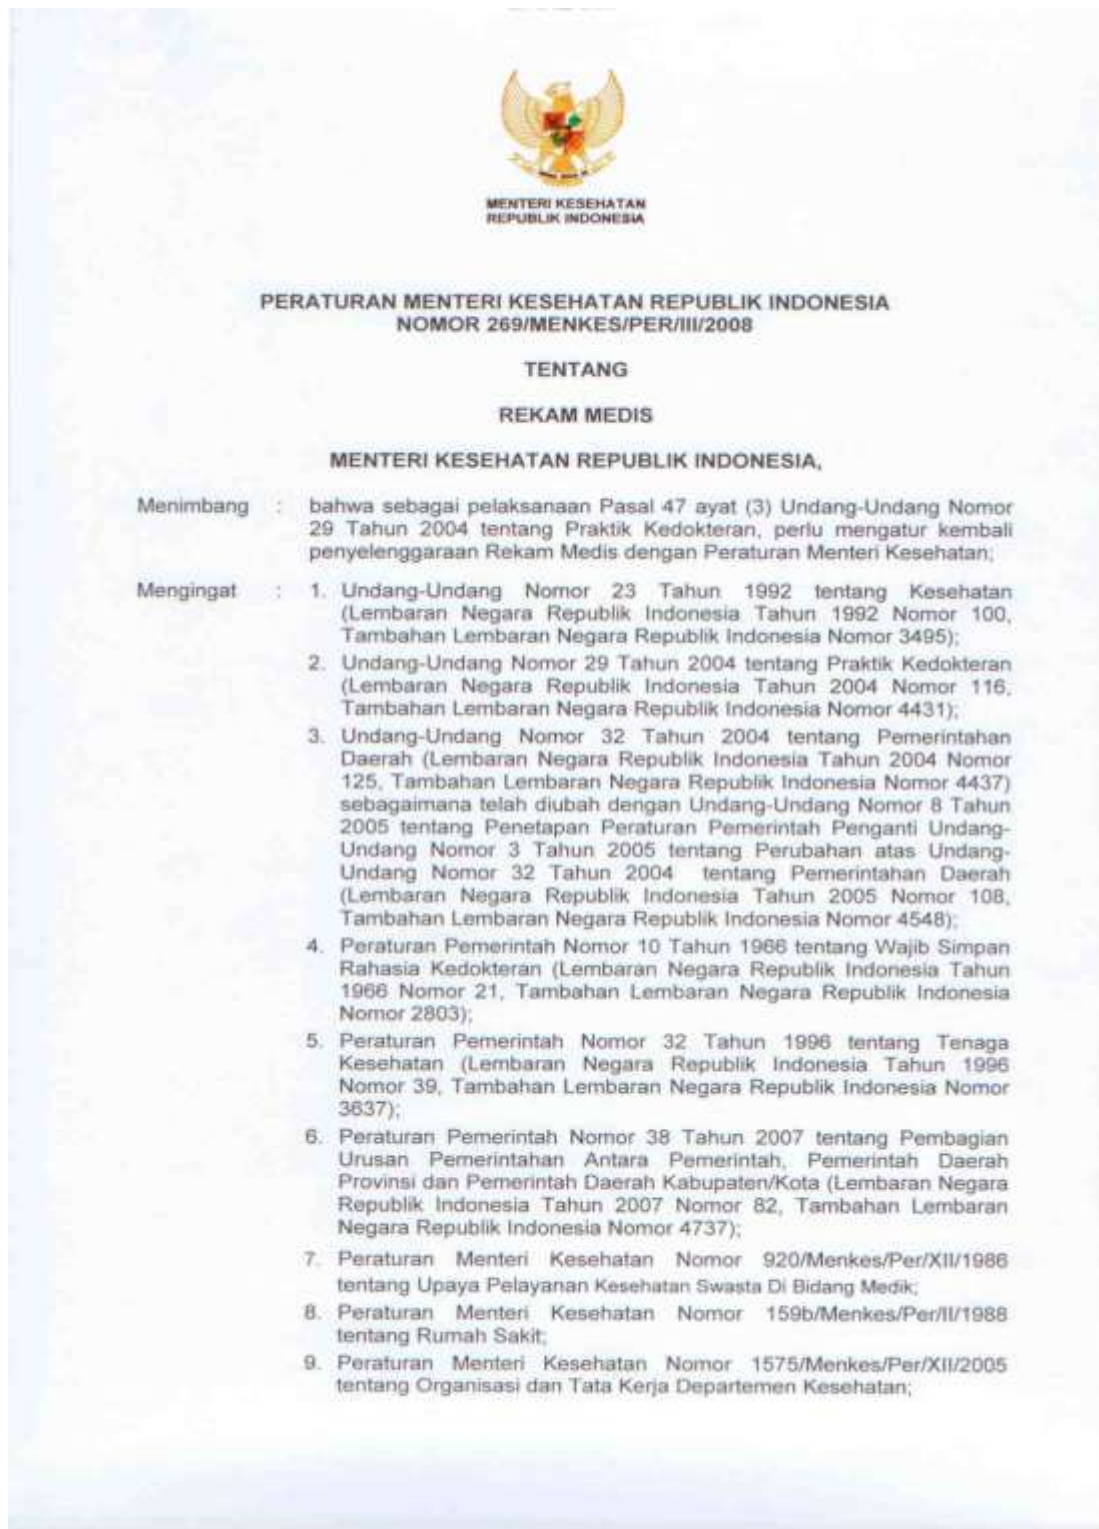 MENTERI KESEHATAN
REPUBLIK INDONESIA
PERATURAN MENTERI KESEHATAN REPUBLIK INDONESIA
NOMOR 269/MENKES/PER/III/2008
TENTANG
REKAM MEDIS
MENTERI KESEHATAN REPUBLIK INDONESIA,
Menimbang : bahwa sebagai pelaksanaan Pasal 47 ayat (3) Undang-Undang Nomor
29 Tahun 2004 tentang Praktik Kedokteran, perlu mengatur kembali
penyelenggaraan Rekam Medis dengan Peraturan Menteri Kesehatan;
Mengingat : 1. Undang-Undang Nomor 23 Tahun 1992 tentang Kesehatan
(Lembaran Negara Republik Indonesia Tahun 1992 Nomor 100,
Tambahan Lembaran Negara Republik Indonesia Nomor 3495);
2. Undang-Undang Nomor 29 Tahun 2004 tentang Praktik Kedokteran
(Lembaran Negara Republik Indonesia Tahun 2004 Nomor 116,
Tambahan Lembaran Negara Republik Indonesia Nomor 4431);
3. Undang-Undang Nomor 32 Tahun 2004 tentang Pemerintahan
Daerah (Lembaran Negara Republik Indonesia Tahun 2004 Nomor
125, Tambahan Lembaran Negara Republik Indonesia Nomor 4437)
sebagaimana telah diubah dengan Undang-Undang Nomor 8 Tahun
2005 tentang Penetapan Peraturan Pemerintah Penganti Undang-
Undang Nomor 3 Tahun 2005 tentang Perubahan atas Undang-
Undang Nomor 32 Tahun 2004 tentang Pemerintahan Daerah
(Lembaran Negara Republik Indonesia Tahun 2005 Nomor 108,
Tambahan Lembaran Negara Republik Indonesia Nomor 4548);
4. Peraturan Pemerintah Nomor 10 Tahun 1966 tentang Wajib Simpan
Rahasia Kedokteran (Lembaran Negara Republik Indonesia Tahun
1966 Nomor 21, Tambahan Lembaran Negara Republik Indonesia
Nomor 2803);
5. Peraturan Pemerintah Nomor 32 Tahun 1996 tentang Tenaga
Kesehatan (Lembaran Negara Republik Indonesia Tahun 1996
Nomor 39, Tambahan Lembaran Negara Republik Indonesia Nomor
3637);
6. Peraturan Pemerintah Nomor 38 Tahun 2007 tentang Pembagian
Urusan Pemerintahan Antara Pemerintah, Pemerintah Daerah
Provinsi dan Pemerintah Daerah Kabupaten/Kota (Lembaran Negara
Republik Indonesia Tahun 2007 Nomor 82, Tambahan Lembaran
Negara Republik Indonesia Nomor 4737);
7. Peraturan Menteri Kesehatan Nomor 920/Menkes/Per/XII/1986
tentang Upaya Pelayanan Kesehatan Swasta Di Bidang Medik;
8. Peraturan Menteri Kesehatan Nomor 159b/Menkes/Per/II/1988
tentang Rumah Sakit;
9. Peraturan Menteri Kesehatan Nomor 1575/Menkes/Per/XII/2005
tentang Organisasi dan Tata Kerja Departemen Kesehatan;